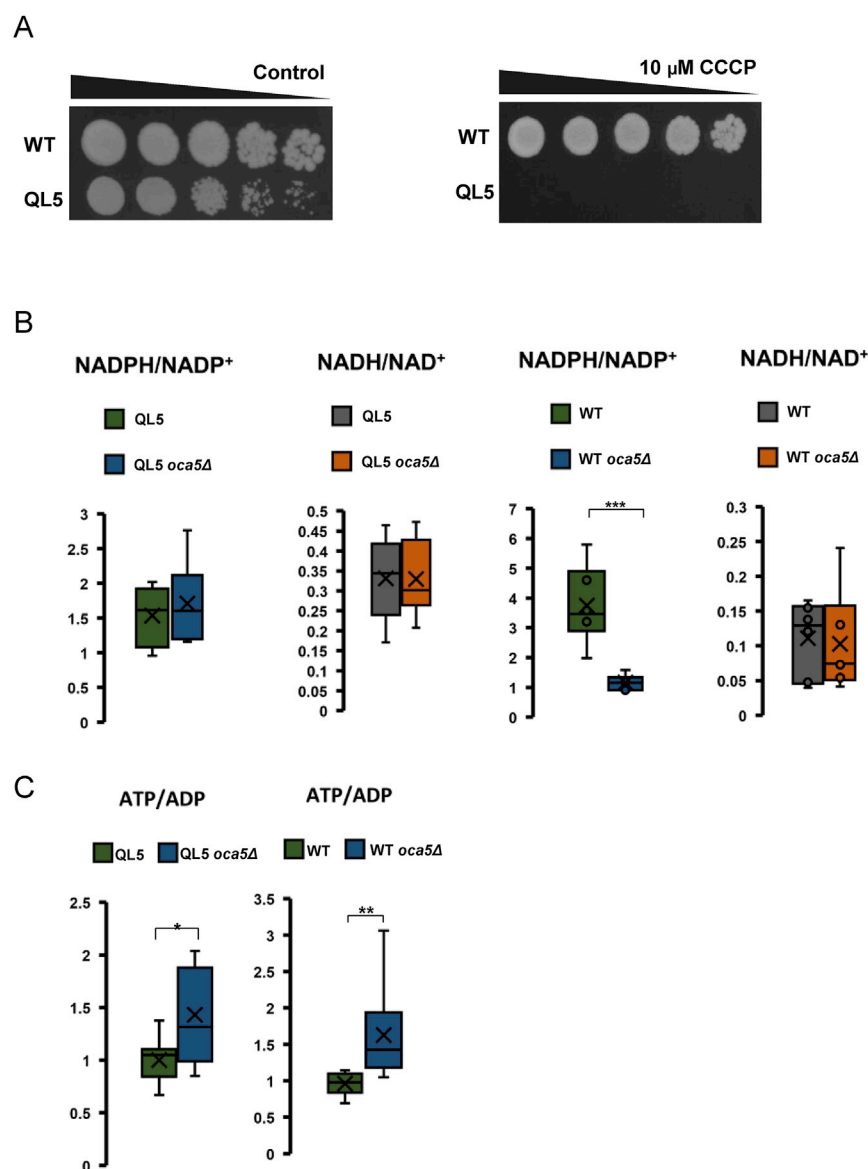 A
Control
10 µM CCCP
WT
QL5
WT
QL5
B
NADPH/NADP⁺
NADH/NAD⁺
NADPH/NADP⁺
NADH/NAD⁺
QL5
QL5 oca5Δ
QL5
QL5 oca5Δ
WT
WT oca5Δ
WT
WT oca5Δ
3
2.5
2
1.5
1
0.5
0
0.5
0.45
0.4
0.35
0.3
0.25
0.2
0.15
0.1
0.05
0
7
6
5
4
3
2
1
0
***
0.3
0.25
0.2
0.15
0.1
0.05
0
C
ATP/ADP
ATP/ADP
QL5 QL5 oca5Δ
WT WT oca5Δ
2.5
2
1.5
1
0.5
0
*
3.5
3
2.5
2
1.5
1
0.5
0
**